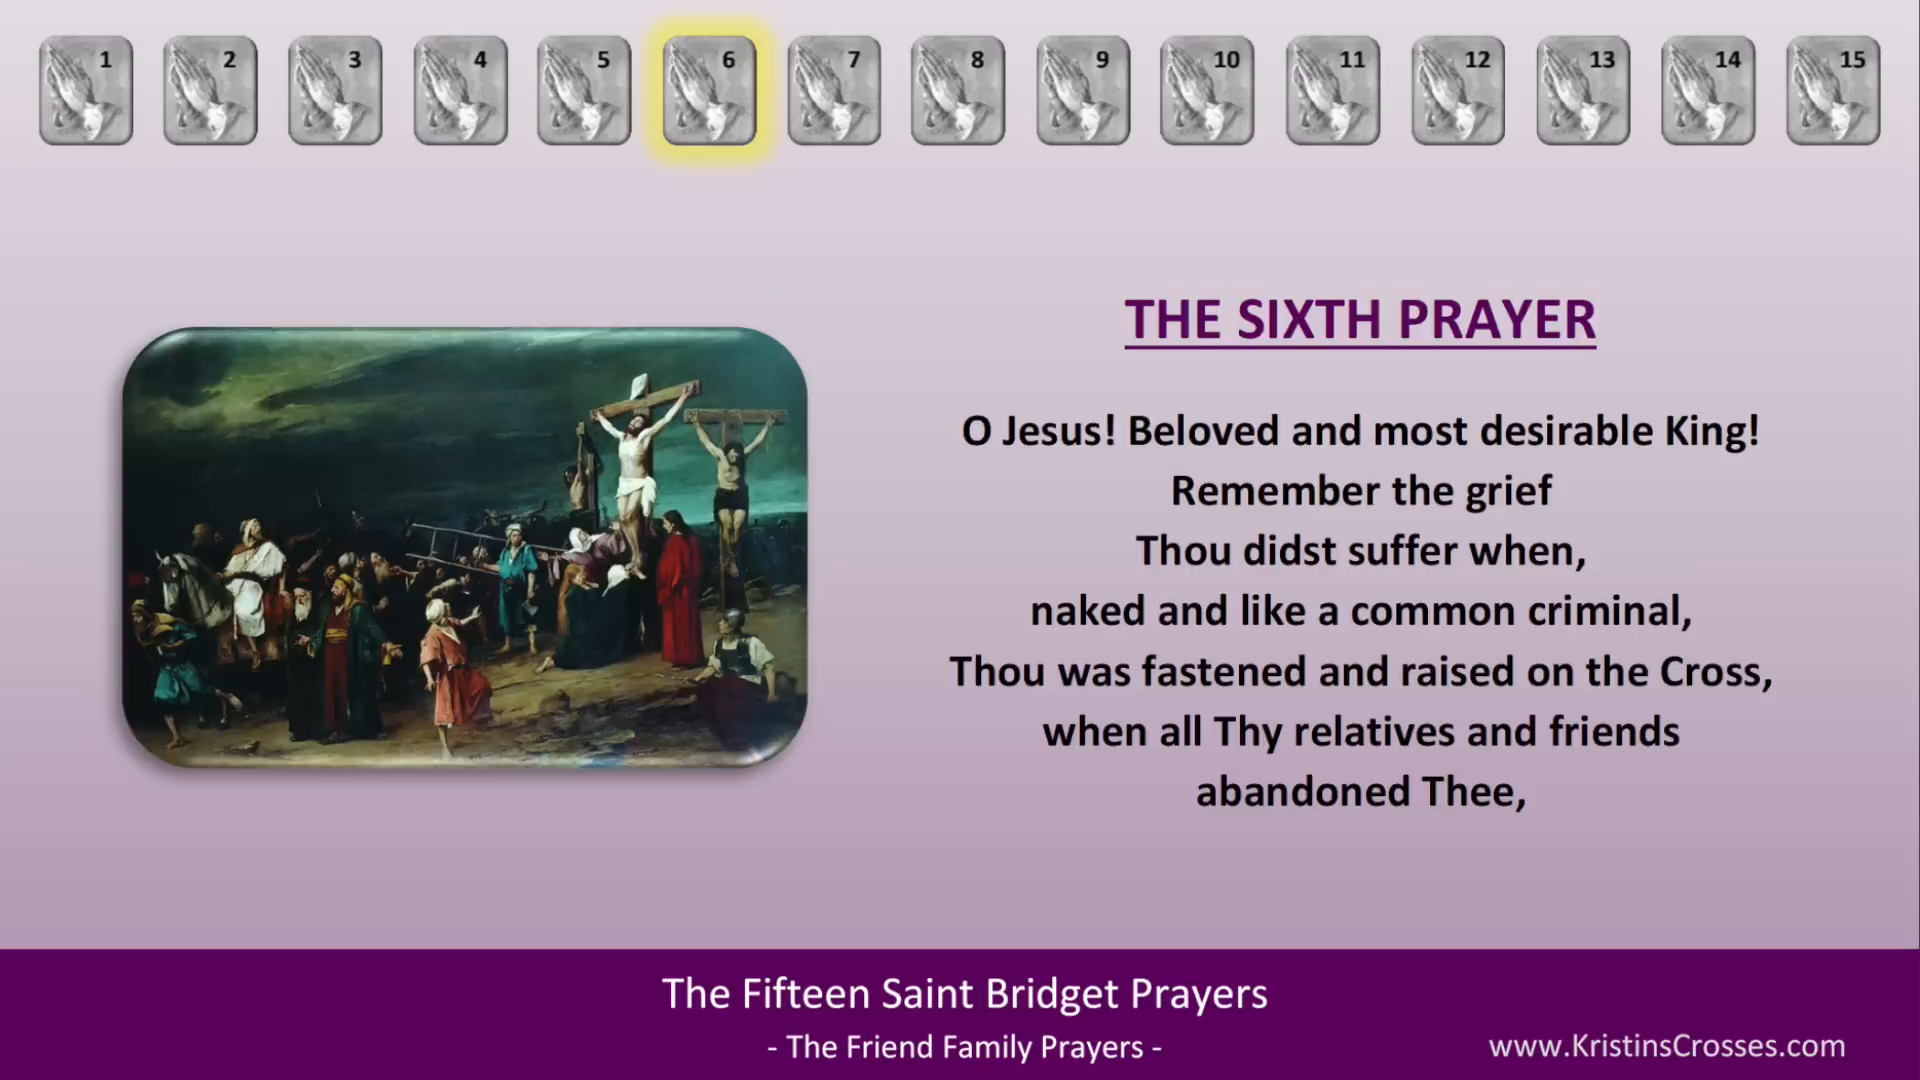 1 2 3 4 5 6 7 8 9 10 11 12 13 14 15
THE SIXTH PRAYER
O Jesus! Beloved and most desirable King!
Remember the grief
Thou didst suffer when,
naked and like a common criminal,
Thou was fastened and raised on the Cross,
when all Thy relatives and friends
abandoned Thee,
The Fifteen Saint Bridget Prayers
- The Friend Family Prayers -
www.KristinsCrosses.com